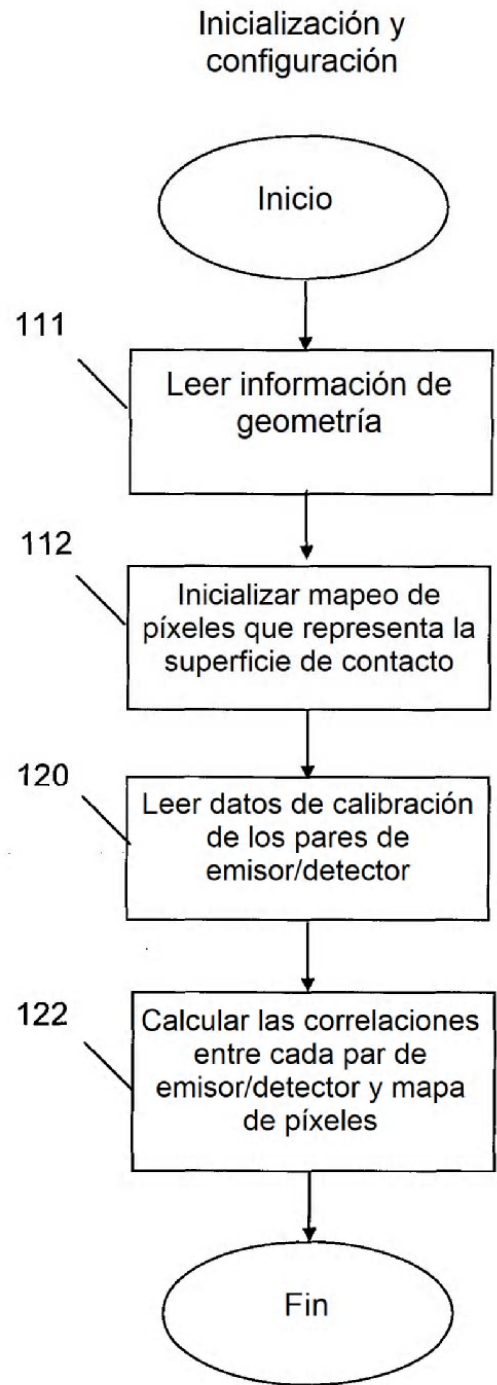 Inicialización y
configuración
Inicio
111
Leer información de
geometría
112
Inicializar mapeo de
píxeles que representa la
superficie de contacto
120
Leer datos de calibración
de los pares de
emisor/detector
122
Calcular las correlaciones
entre cada par de
emisor/detector y mapa
de píxeles
Fin